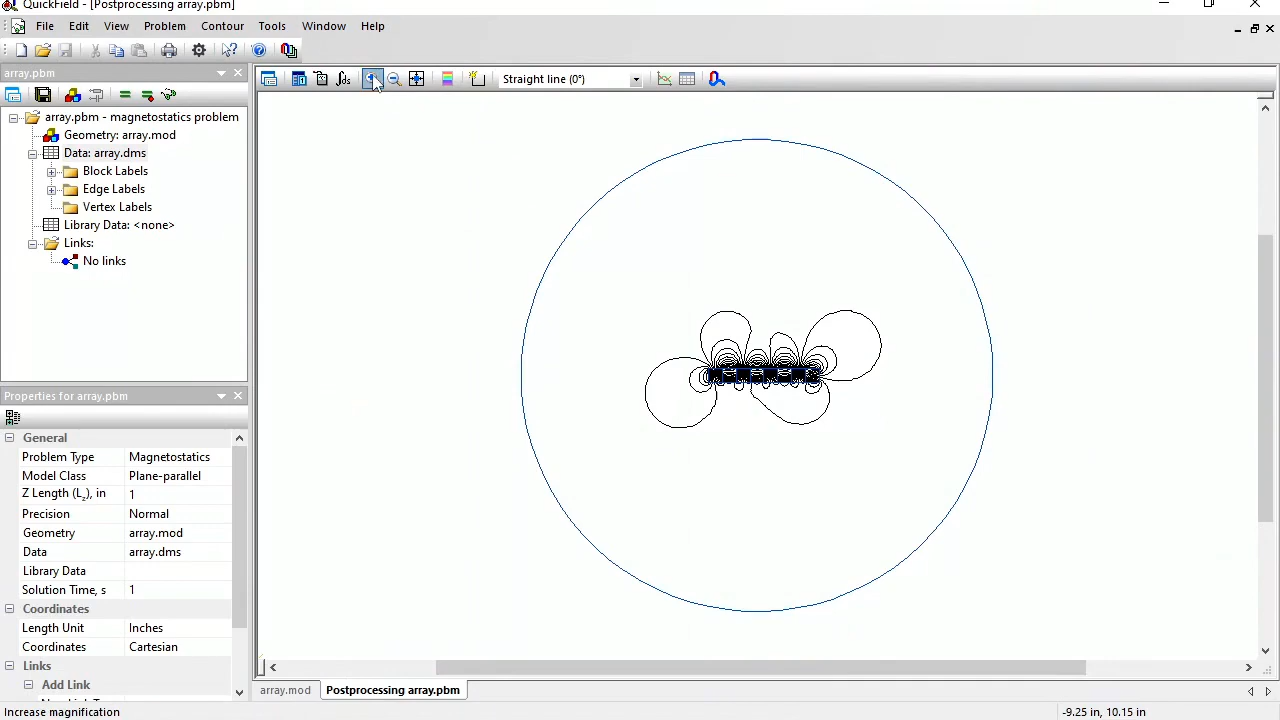 QuickField - [Postprocessing array.pbm]
File Edit View Problem Contour Tools Window Help
array.pbm
Straight line (0°)
array.pbm - magnetostatics problem
Geometry: array.mod
Data: array.dms
Block Labels
Edge Labels
Vertex Labels
Library Data: <none>
Links:
No links
Properties for array.pbm
General
Problem Type Magnetostatics
Model Class Plane-parallel
Z Length (Lz), in 1
Precision Normal
Geometry array.mod
Data array.dms
Library Data
Solution Time, s 1
Coordinates
Length Unit Inches
Coordinates Cartesian
Links
Add Link
array.mod Postprocessing array.pbm
Increase magnification -9.25 in, 10.15 in